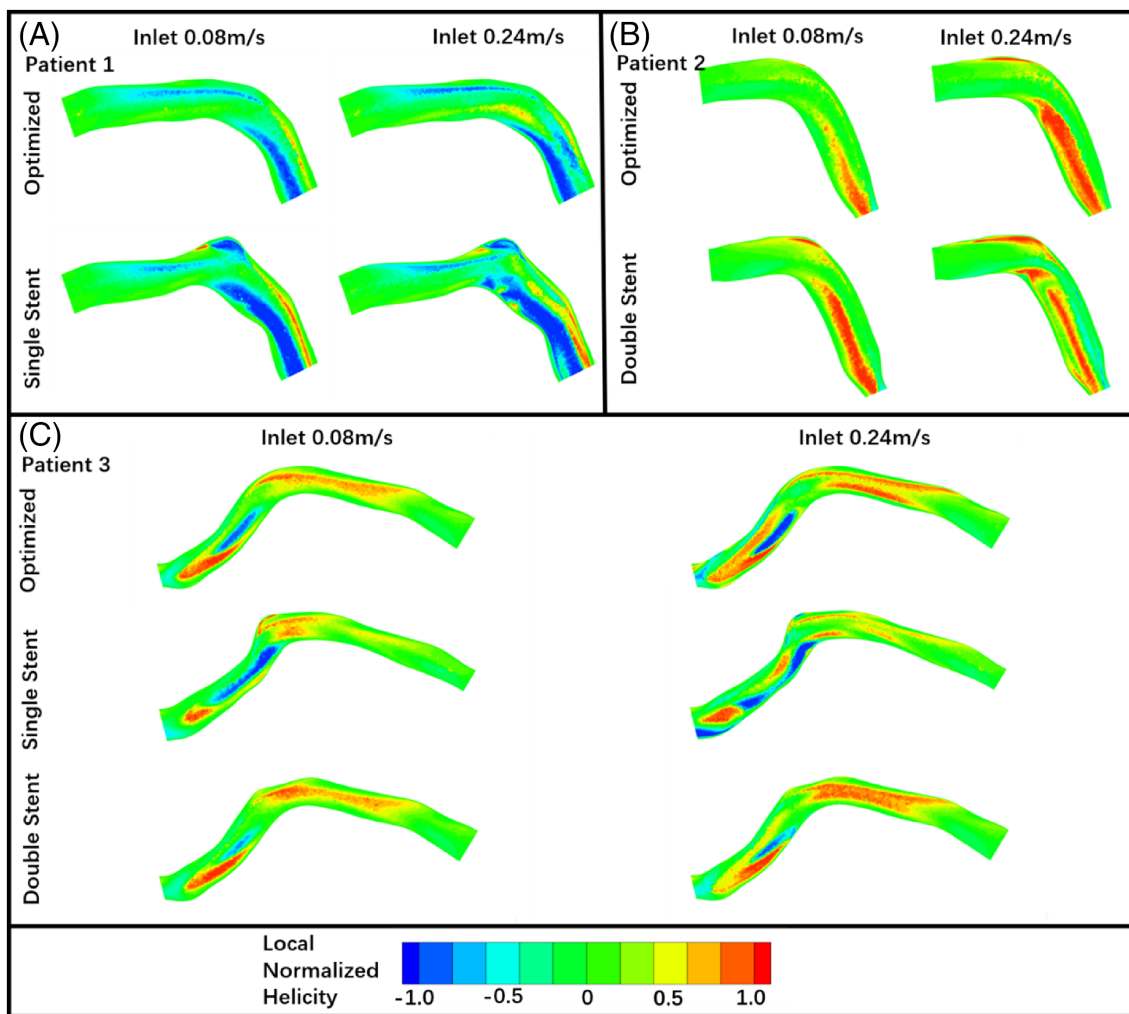 (A)
Inlet 0.08m/s
Inlet 0.24m/s
Patient 1
Optimized
Single Stent
(B)
Inlet 0.08m/s
Inlet 0.24m/s
Patient 2
Optimized
Double Stent
(C)
Inlet 0.08m/s
Inlet 0.24m/s
Patient 3
Optimized
Single Stent
Double Stent
Local
Normalized
Helicity
-1.0 -0.5 0 0.5 1.0